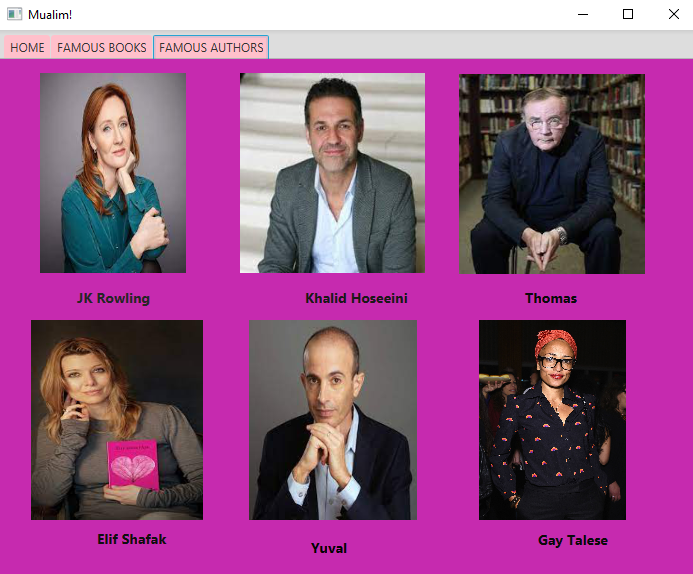 Mualim!
HOME FAMOUS BOOKS FAMOUS AUTHORS
JK Rowling Khalid Hoseeini Thomas
Elif Shafak Yuval Gay Talese